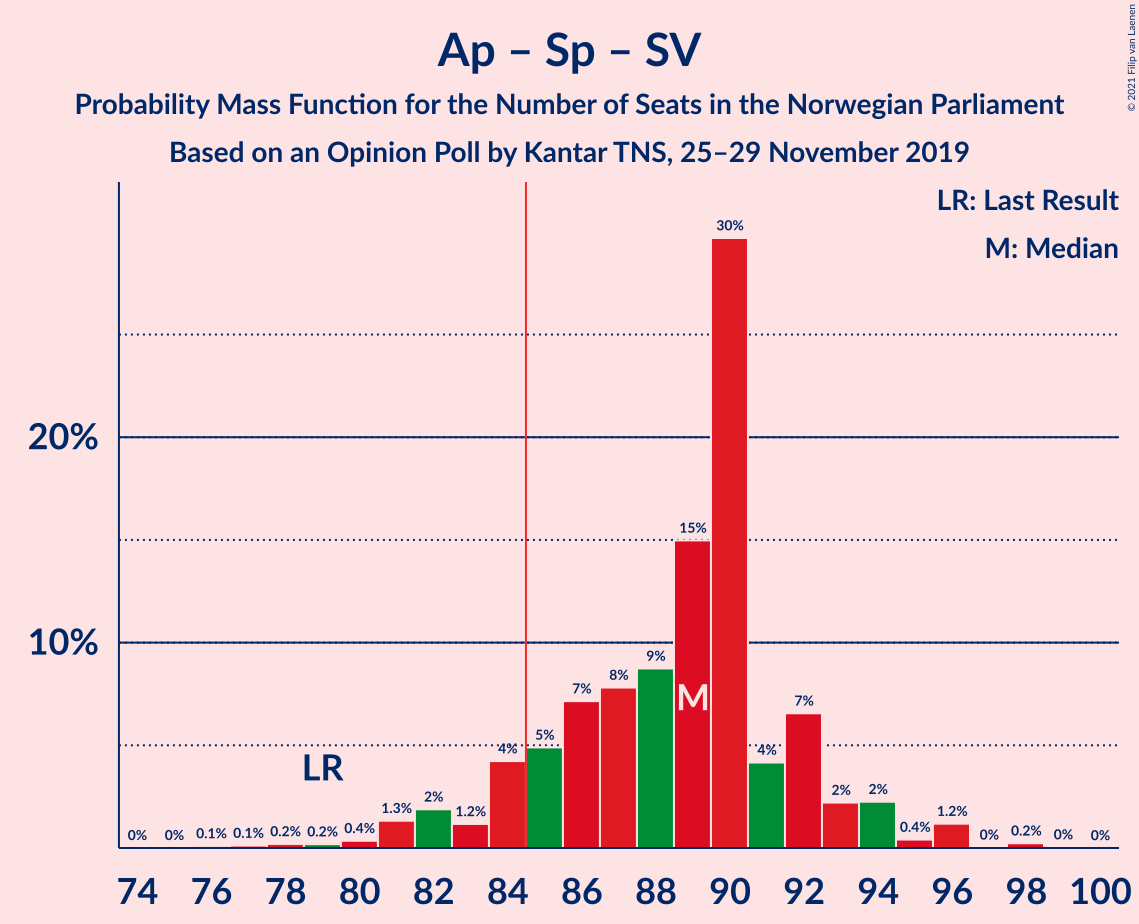 Ap – Sp – SV
Probability Mass Function for the Number of Seats in the Norwegian Parliament
Based on an Opinion Poll by Kantar TNS, 25–29 November 2019
© 2021 Filip van Laenen
LR: Last Result
M: Median
20%
10%
0% 0% 0.1% 0.1% 0.2% 0.2% 0.4% 1.3% 2% 1.2% 4% 5% 7% 8% 9% 15% 30% 4% 7% 2% 2% 0.4% 1.2% 0% 0.2% 0% 0%
LR
M
74 76 78 80 82 84 86 88 90 92 94 96 98 100